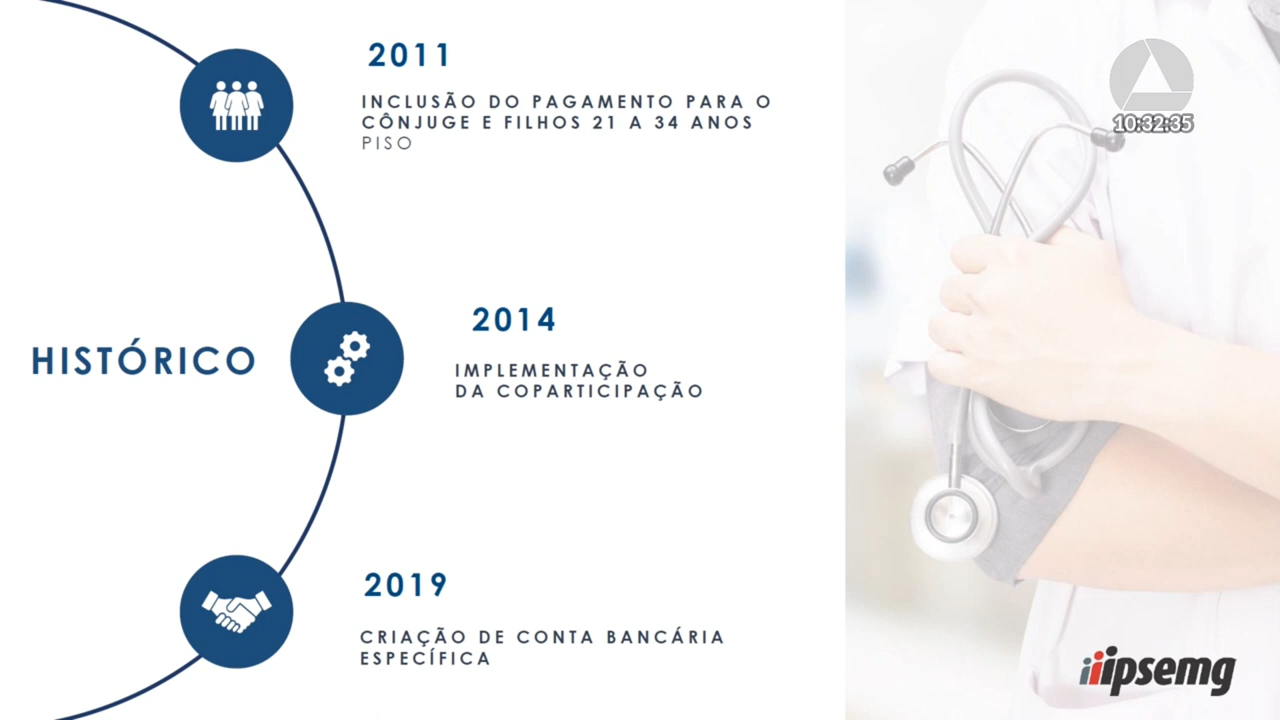 2011
INCLUSÃO DO PAGAMENTO PARA O
CÔNJUGE E FILHOS 21 A 34 ANOS
PISO
10:32:35
HISTÓRICO
2014
IMPLEMENTAÇÃO
DA COPARTICIPAÇÃO
2019
CRIAÇÃO DE CONTA BANCÁRIA
ESPECÍFICA
ipsemg